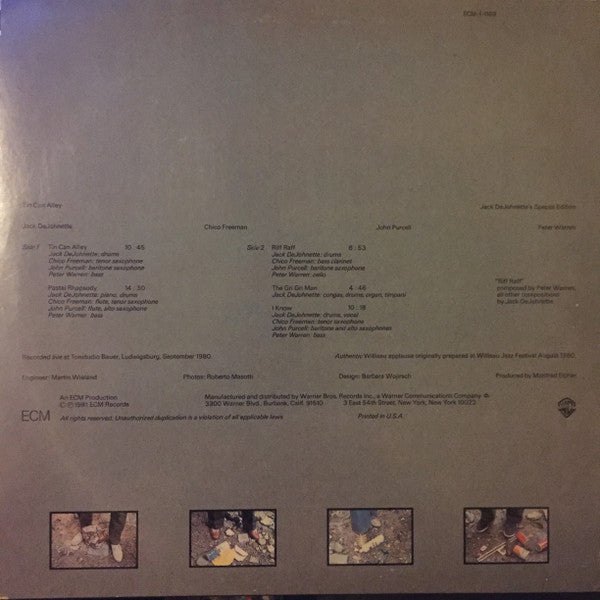 ECM-1-1189
Tin Can Alley
Jack DeJohnette's Special Edition
Jack DeJohnette
Chico Freeman
John Purcell
Peter Warren
Side 1 Tin Can Alley 10:45
Jack DeJohnette: drums
Chico Freeman: tenor saxophone
John Purcell: baritone saxophone
Peter Warren: bass
Pastel Rhapsody 14:30
Jack DeJohnette: piano, drums
Chico Freeman: flute, tenor saxophone
John Purcell: flute, alto saxophone
Peter Warren: bass
Side 2 Riff Raff 6:53
Jack DeJohnette: drums
Chico Freeman: bass clarinet
John Purcell: baritone saxophone
Peter Warren: cello
The Gri Gri Man 4:46
Jack DeJohnette: congas, drums, organ, timpani
I Know 10:18
Jack DeJohnette: drums, vocal
Chico Freeman: tenor saxophone
John Purcell: baritone and alto saxophones
Peter Warren: bass
"Riff Raff"
composed by Peter Warren,
all other compositions
by Jack DeJohnette.
Recorded live at Tonstudio Bauer, Ludwigsburg, September 1980.
Authentic Willisau applause originally prepared at Willisau Jazz Festival August 1980.
Engineer: Martin Wieland
Photos: Roberto Masotti
Design: Barbara Wojirsch
Produced by Manfred Eicher
An ECM Production
©℗ 1981 ECM Records
Manufactured and distributed by Warner Bros. Records Inc., a Warner Communications Company
3300 Warner Blvd., Burbank, Calif. 91510
3 East 54th Street, New York, New York 10022
ECM
All rights reserved. Unauthorized duplication is a violation of all applicable laws.
Printed in U.S.A.